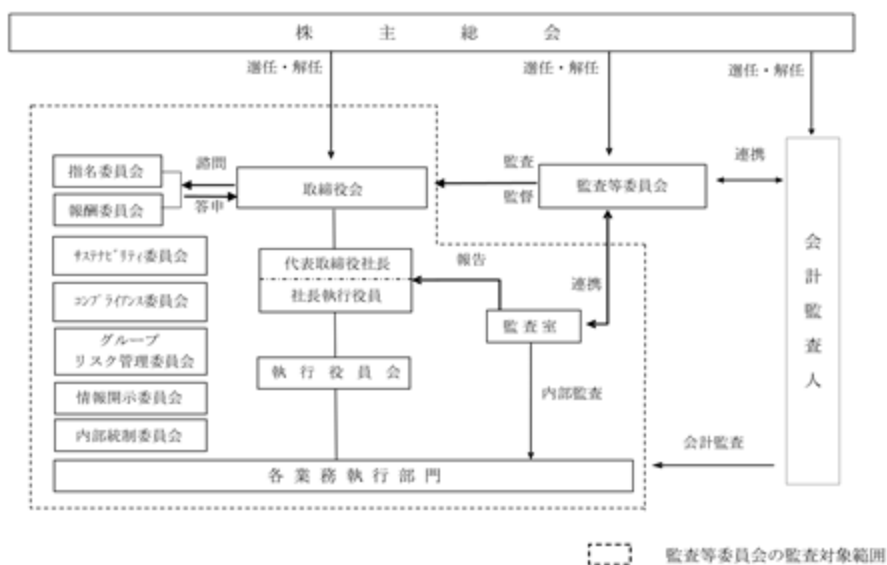 株主総会
選任・解任
選任・解任
選任・解任
指名委員会
報酬委員会
諮問
答申
取締役会
監査
監督
監査等委員会
連携
サステナビリティ委員会
コンプライアンス委員会
グループ
リスク管理委員会
情報開示委員会
内部統制委員会
代表取締役社長
社長執行役員
報告
連携
監査室
執行役員会
内部監査
会計監査人
会計監査
各業務執行部門
監査等委員会の監査対象範囲